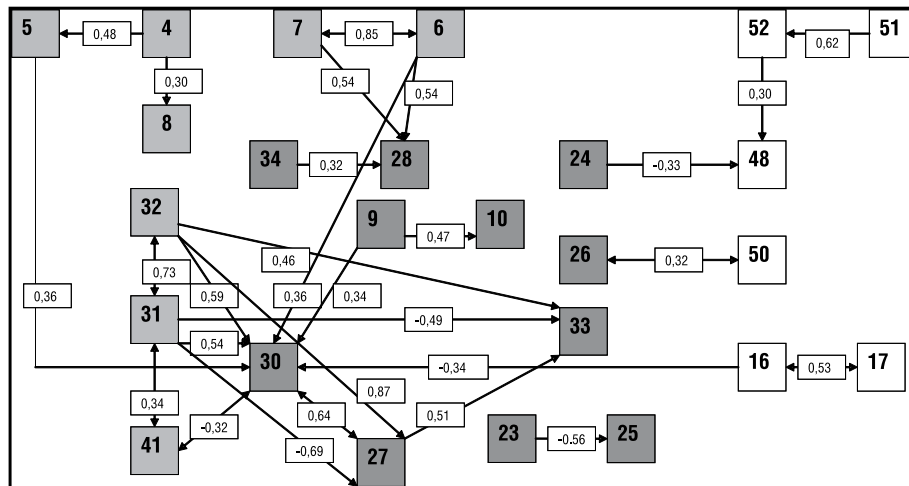 5 0,48 4 7 0,85 6 52 0,62 51
0,30 0,54 0,54 0,30
8
34 0,32 28 24 -0,33 48
32 9 0,47 10
0,46 26 0,32 50
0,36 0,73 0,59 0,36 0,34
31 -0,49 33
0,54 30 -0,34 16 0,53 17
0,34 0,87
-0,32 0,64 0,51 23 -0.56 25
41 -0,69 27